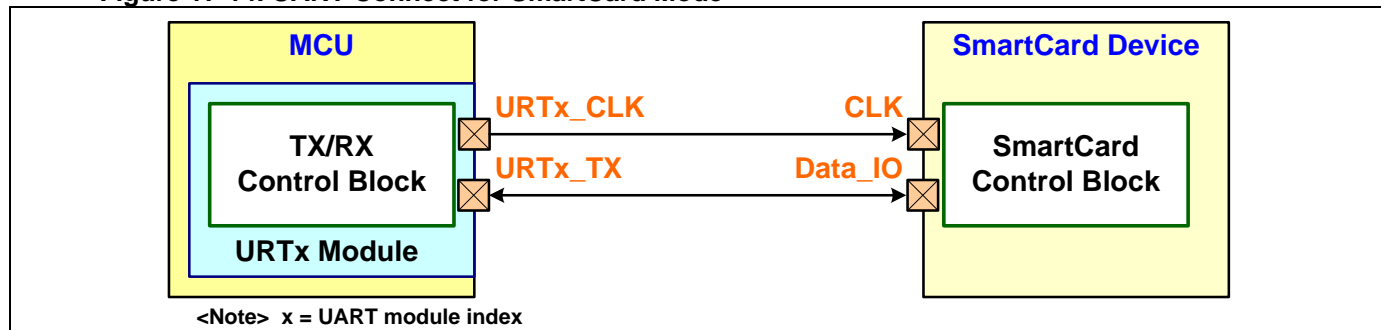 MCU
SmartCard Device
URTx_CLK
CLK
TX/RX
Control Block
SmartCard
Control Block
URTx_TX
Data_IO
URTx Module
<Note> x = UART module index